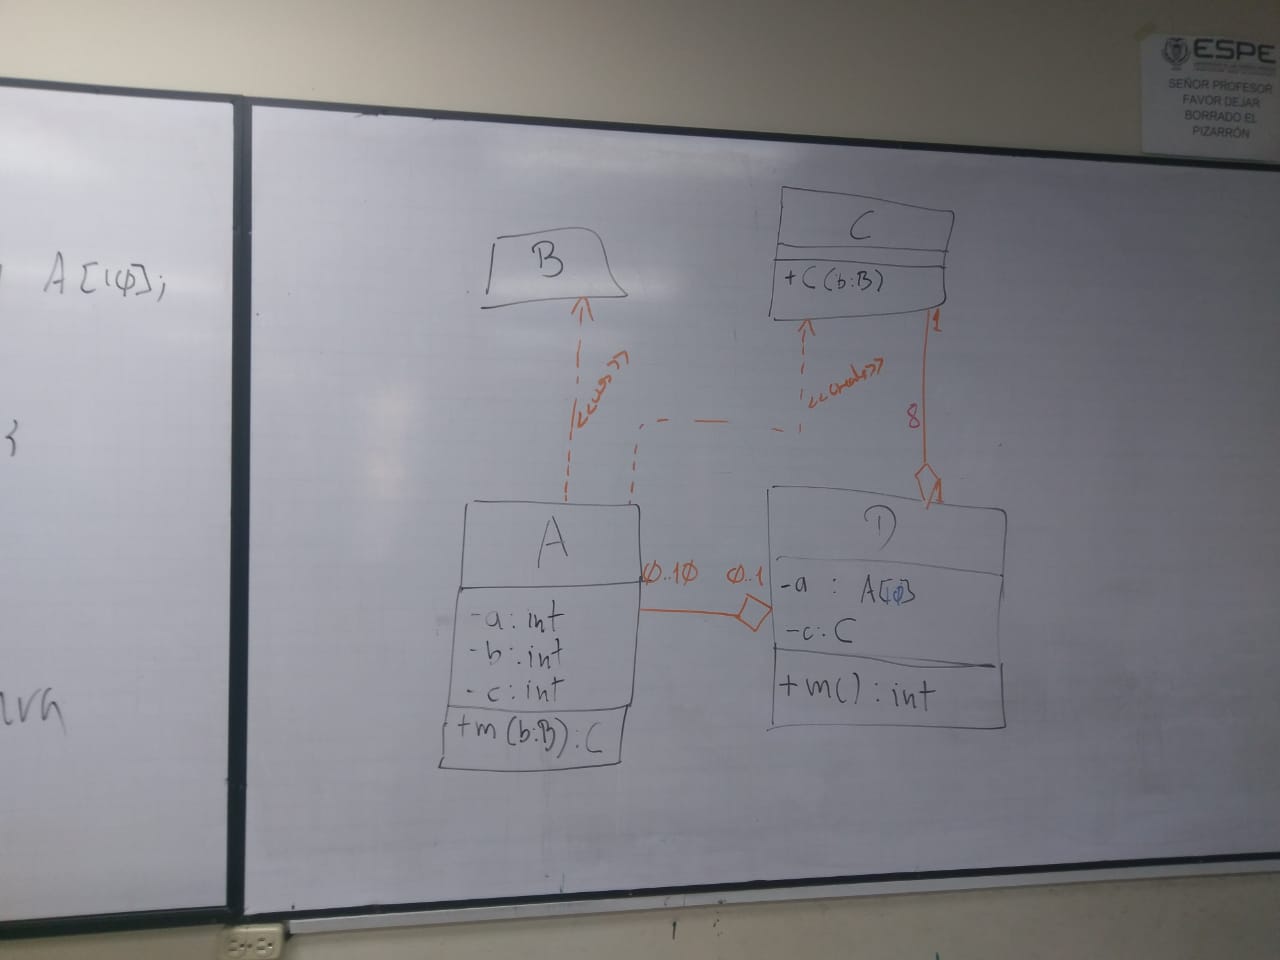 ESPE
SEÑOR PROFESOR
FAVOR DEJAR
BORRADO EL
PIZARRÓN
A[1φ];
}
B
<<use>>
C
+C(b:B)
<<create>>
1
8
1
A
-a: int
-b: int
-c: int
+m(b:B): C
φ..1φ
φ..1
D
-a : A[1φ]
-c: C
+m(): int